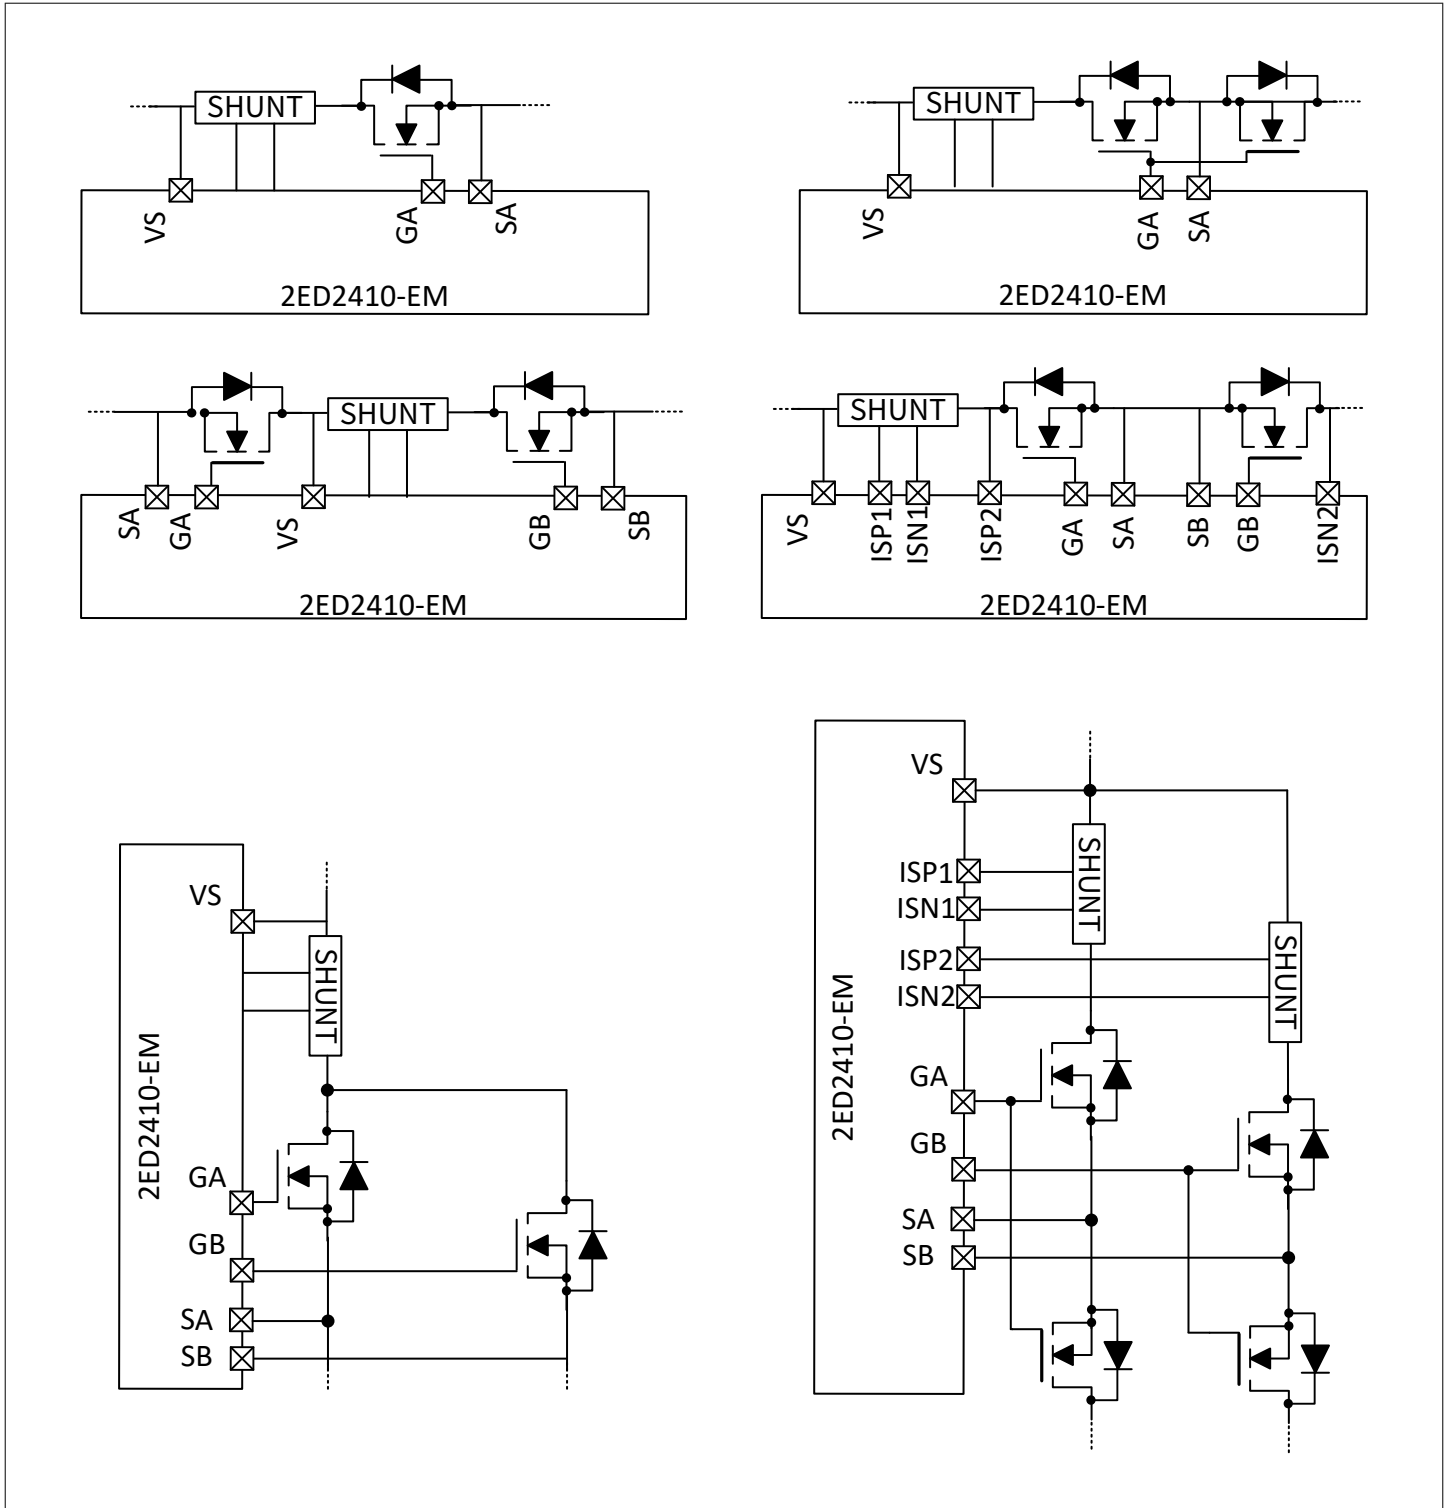 SHUNT
VS
GA
SA
2ED2410-EM
SHUNT
VS
GA
SA
2ED2410-EM
SHUNT
SA
GA
VS
GB
SB
2ED2410-EM
SHUNT
VS
ISP1
ISN1
ISP2
GA
SA
SB
GB
ISN2
2ED2410-EM
VS
SHUNT
2ED2410-EM
GA
GB
SA
SB
VS
SHUNT
ISP1
ISN1
ISP2
SHUNT
ISN2
2ED2410-EM
GA
GB
SA
SB